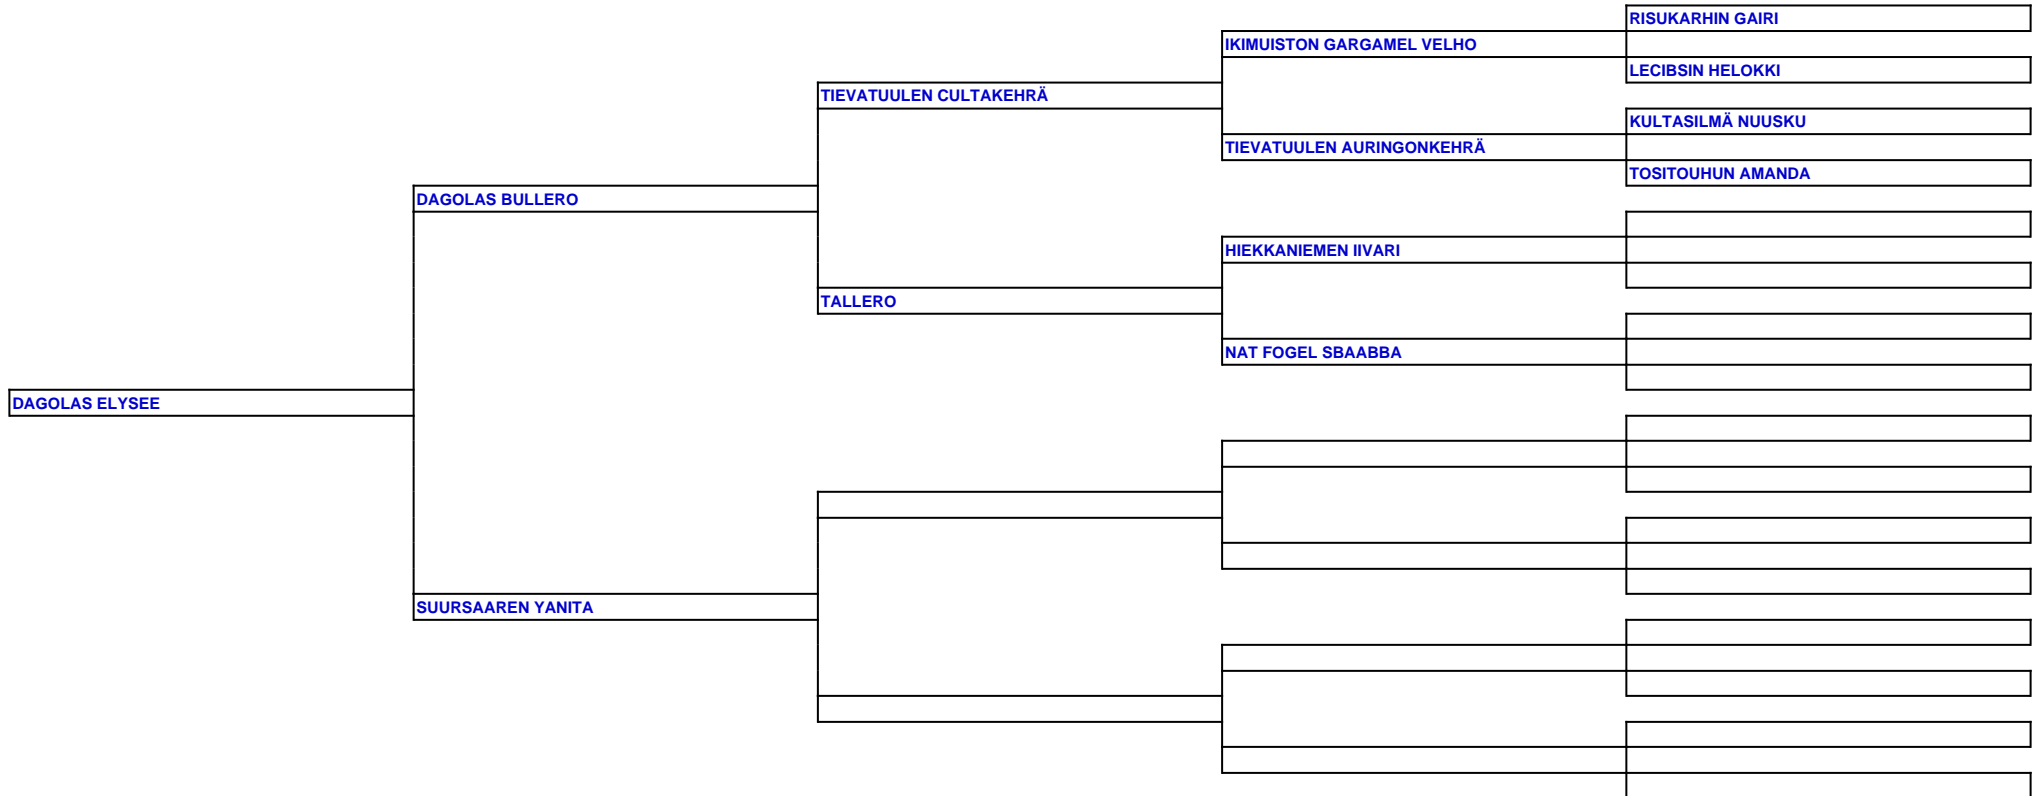 RISUKARHIN GAIRI
IKIMUISTON GARGAMEL VELHO
LECIBSIN HELOKKI
TIEVATUULEN CULTAKEHRÄ
KULTASILMÄ NUUSKU
TIEVATUULEN AURINGONKEHRÄ
TOSITOUHUN AMANDA
DAGOLAS BULLERO
HIEKKANIEMEN IIVARI
TALLERO
NAT FOGEL SBAABBA
DAGOLAS ELYSEE
SUURSAAREN YANITA